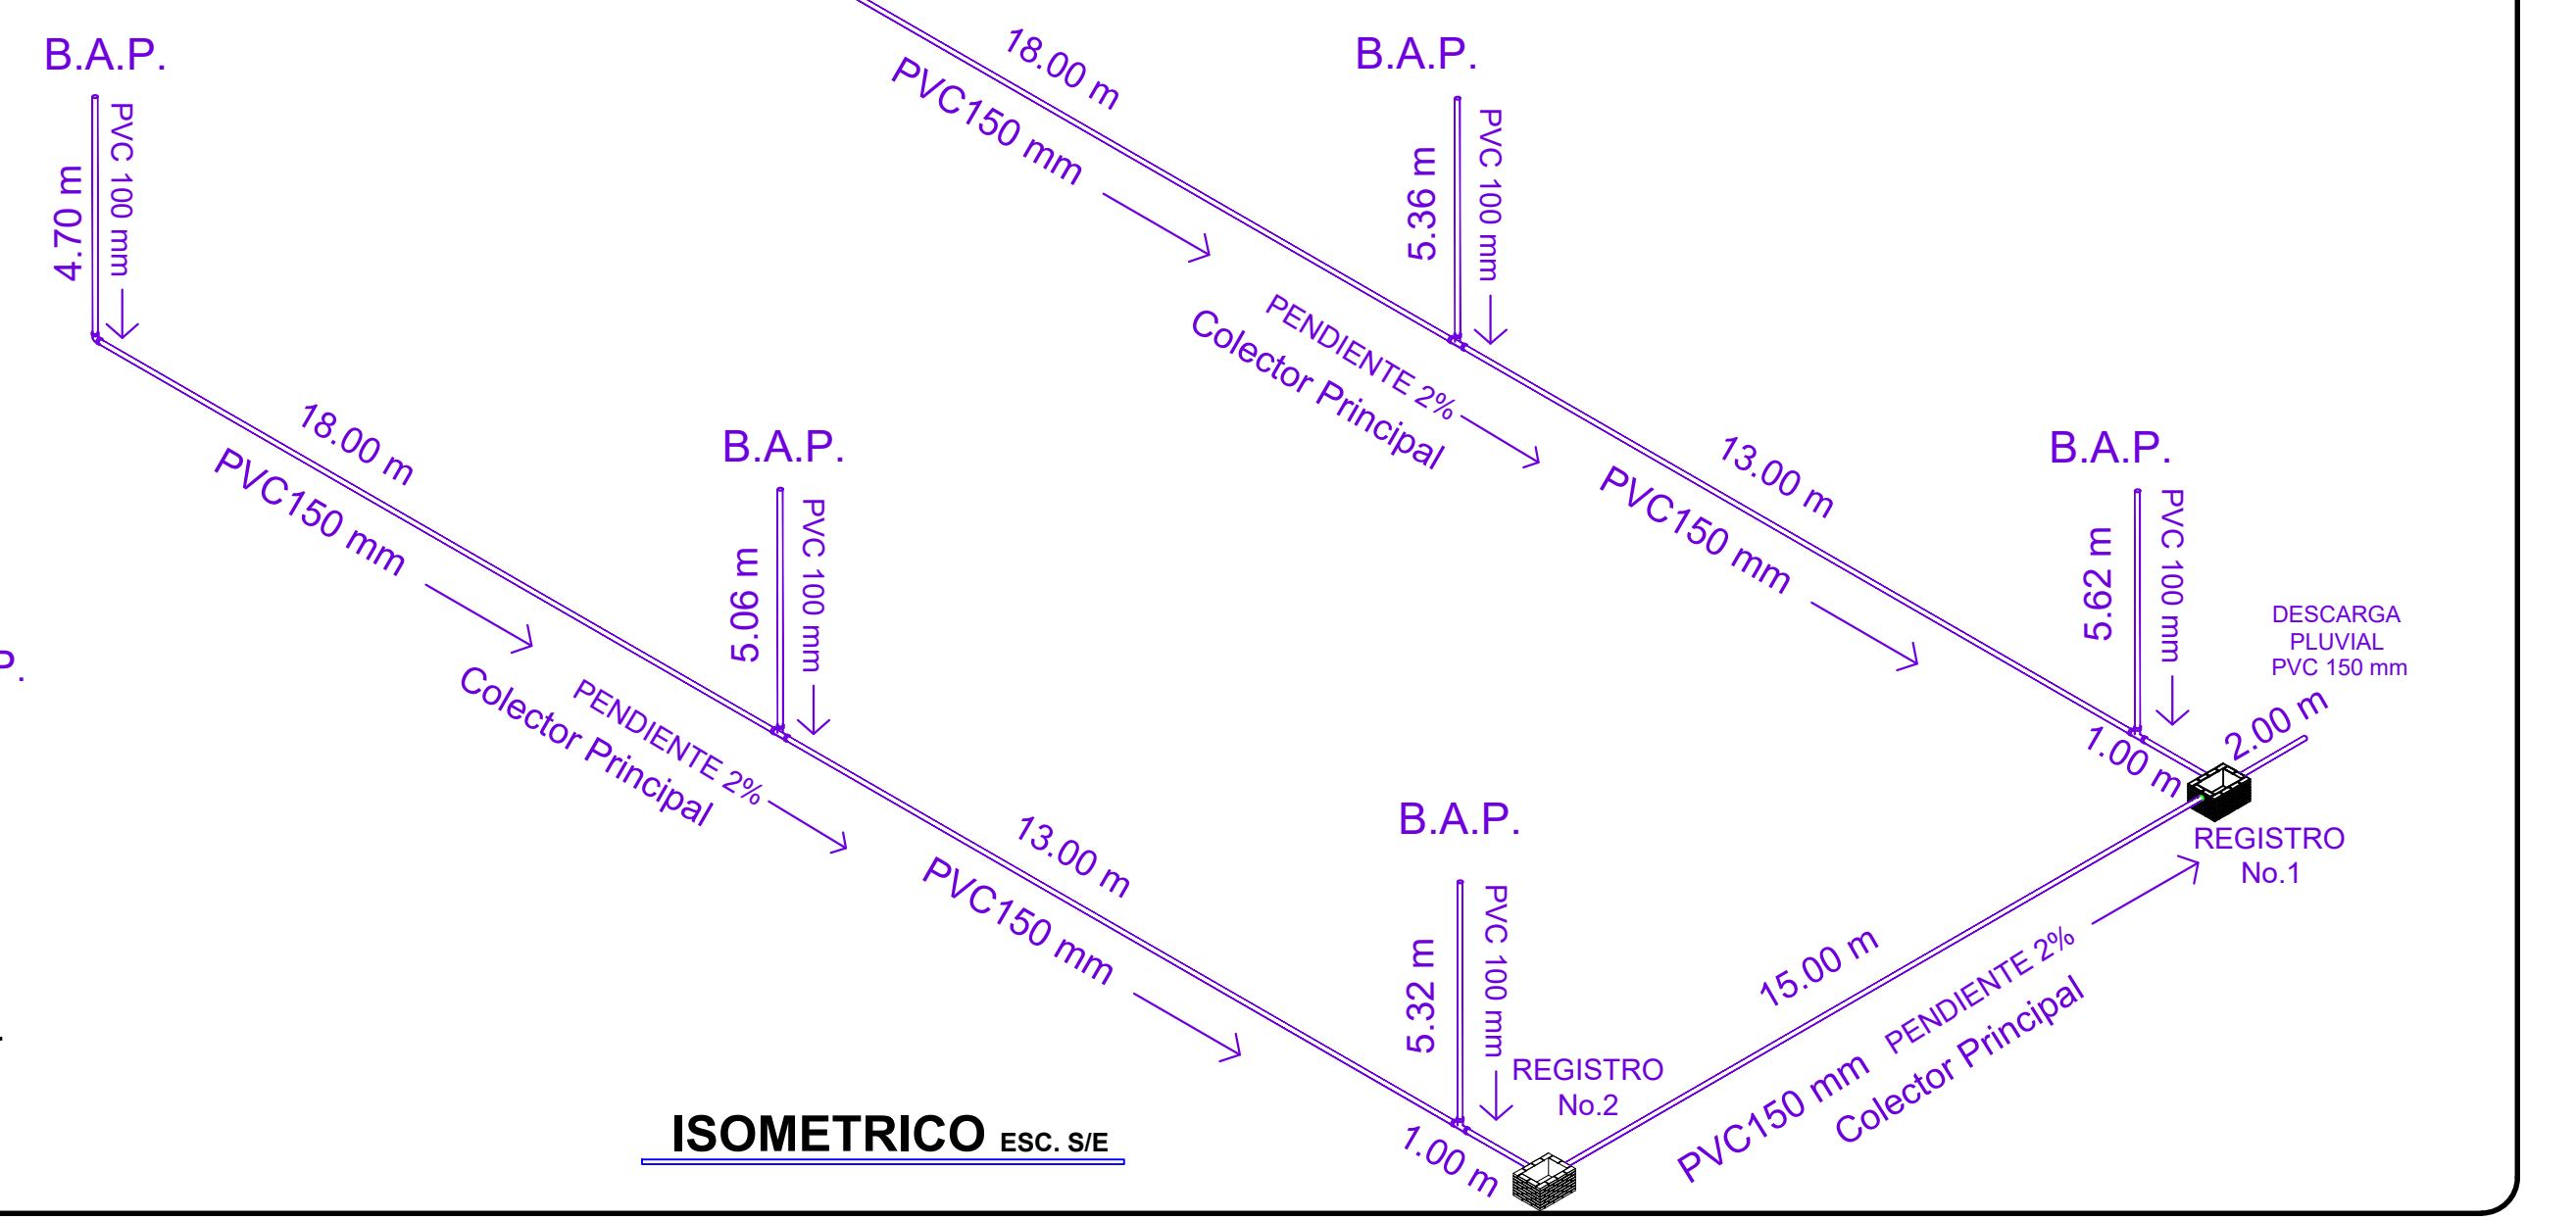 B.A.P.
PVC 100 mm
4.70 m
18.00 m
PVC150 mm
B.A.P.
PVC 100 mm
5.36 m
PENDIENTE 2%
Colector Principal
13.00 m
PVC150 mm
B.A.P.
PVC 100 mm
5.62 m
1.00 m
DESCARGA
PLUVIAL
PVC 150 mm
2.00 m
REGISTRO
No.1
18.00 m
PVC150 mm
B.A.P.
PVC 100 mm
5.06 m
PENDIENTE 2%
Colector Principal
13.00 m
PVC150 mm
B.A.P.
PVC 100 mm
5.32 m
1.00 m
REGISTRO
No.2
15.00 m
PVC150 mm PENDIENTE 2%
Colector Principal
P.
ISOMETRICO ESC. S/E